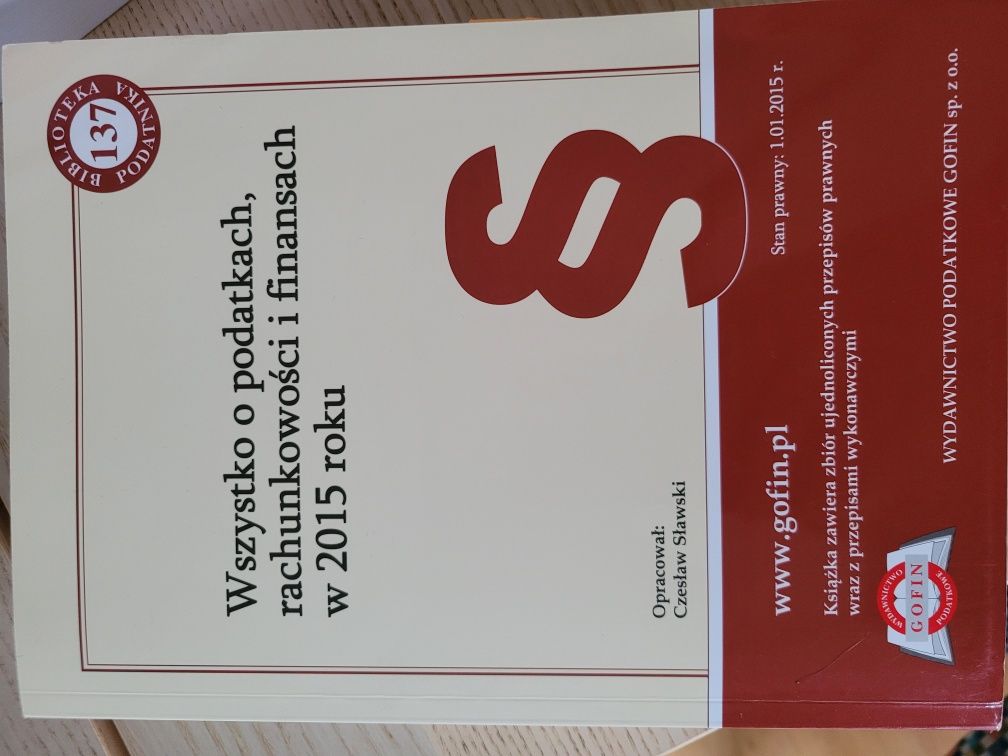 BIBLIOTEKA
137
PODATNIKA
Wszystko o podatkach,
rachunkowości i finansach
w 2015 roku
§
Opracował:
Czesław Sławski
www.gofin.pl
Stan prawny: 1.01.2015 r.
Książka zawiera zbiór ujednoliconych przepisów prawnych
wraz z przepisami wykonawczymi
WYDAWNICTWO
GOFIN
PODATKOWE
WYDAWNICTWO PODATKOWE GOFIN sp. z o.o.